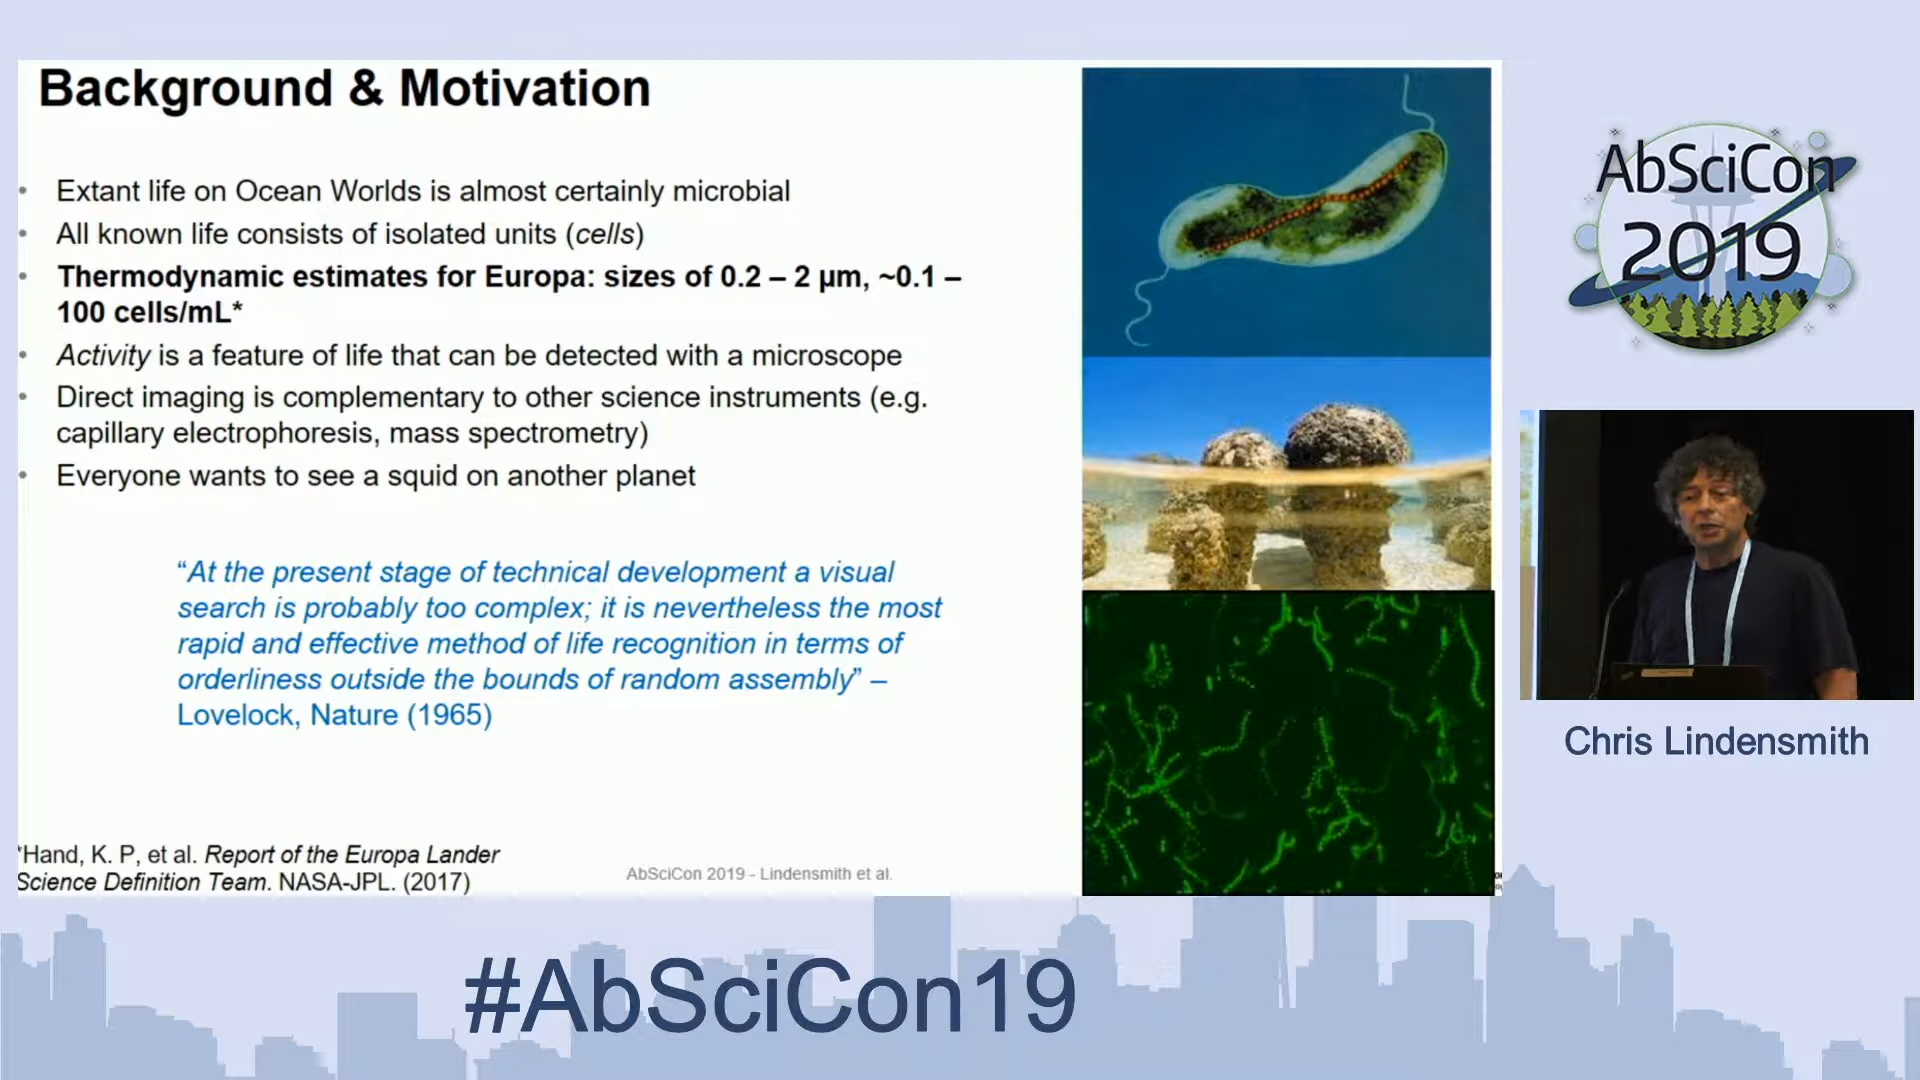 Background & Motivation
• Extant life on Ocean Worlds is almost certainly microbial
• All known life consists of isolated units (cells)
• Thermodynamic estimates for Europa: sizes of 0.2 – 2 µm, ~0.1 –
100 cells/mL*
• Activity is a feature of life that can be detected with a microscope
• Direct imaging is complementary to other science instruments (e.g.
capillary electrophoresis, mass spectrometry)
• Everyone wants to see a squid on another planet
“At the present stage of technical development a visual
search is probably too complex; it is nevertheless the most
rapid and effective method of life recognition in terms of
orderliness outside the bounds of random assembly” –
Lovelock, Nature (1965)
*Hand, K. P, et al. Report of the Europa Lander
Science Definition Team. NASA-JPL. (2017)
AbSciCon 2019 - Lindensmith et al.
AbSciCon
2019
Chris Lindensmith
#AbSciCon19